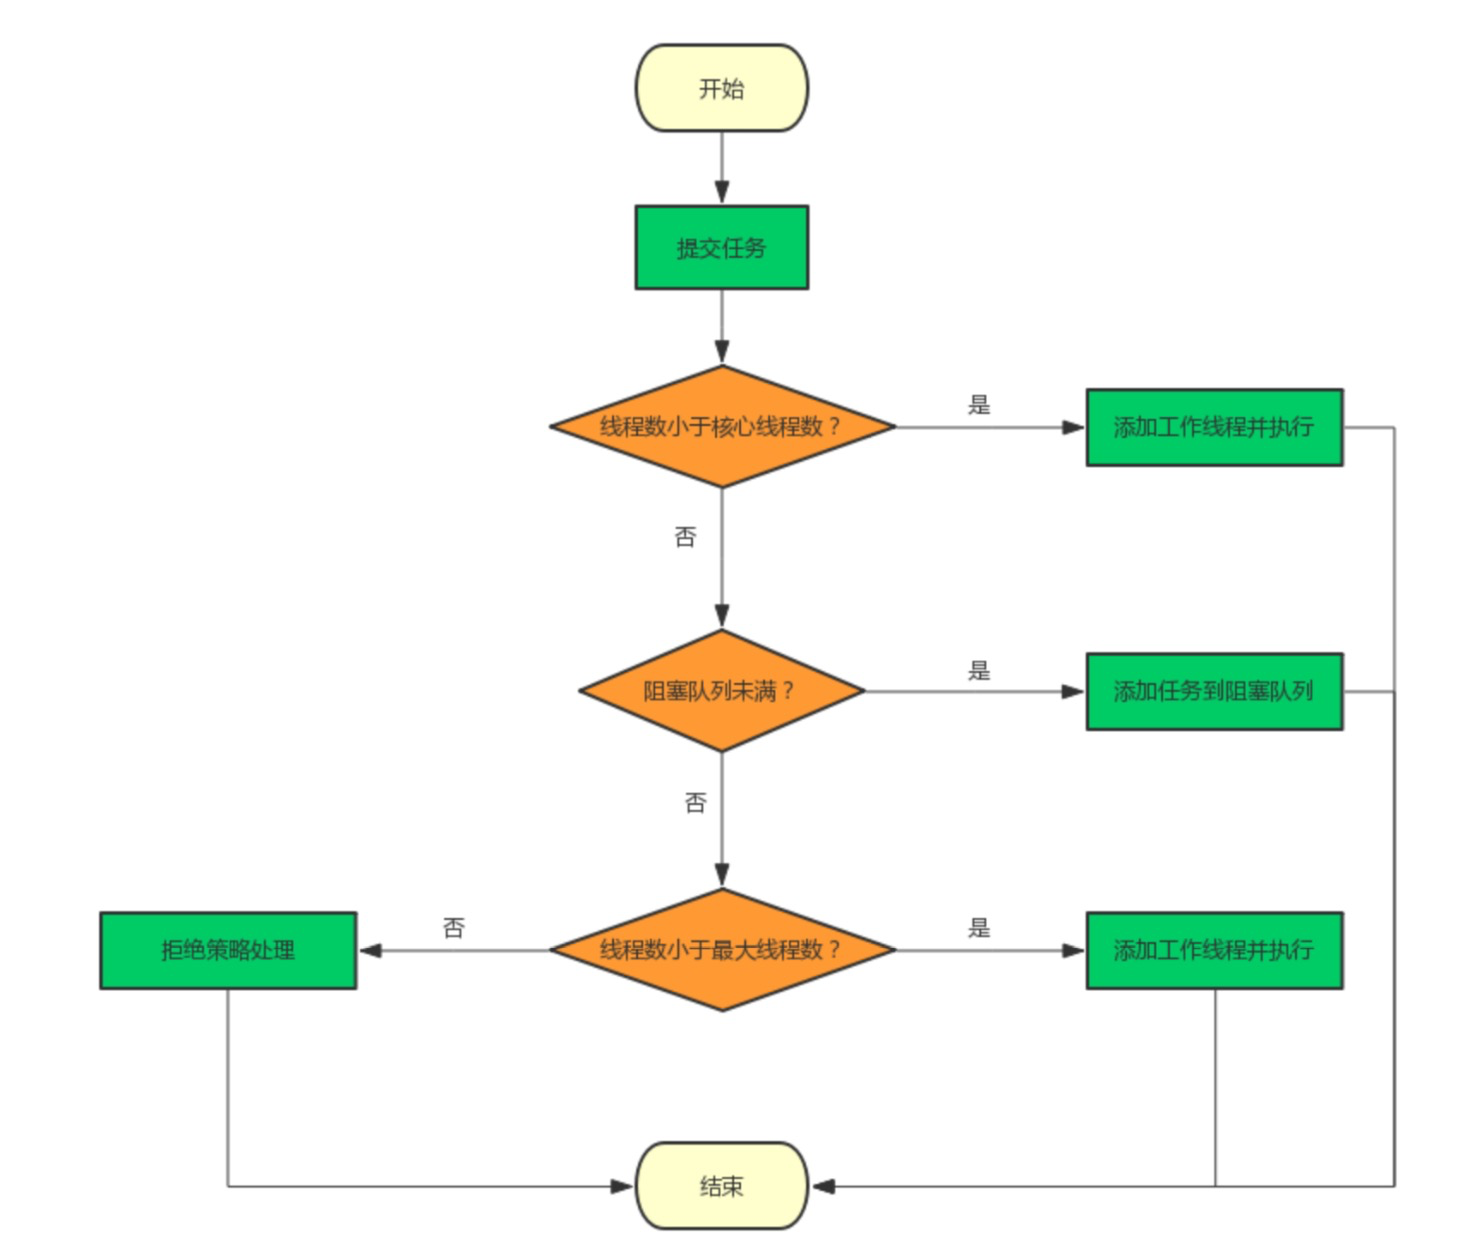 开始
提交任务
线程数小于核心线程数？
是
添加工作线程并执行
否
阻塞队列未满？
是
添加任务到阻塞队列
否
拒绝策略处理
否
线程数小于最大线程数？
是
添加工作线程并执行
结束